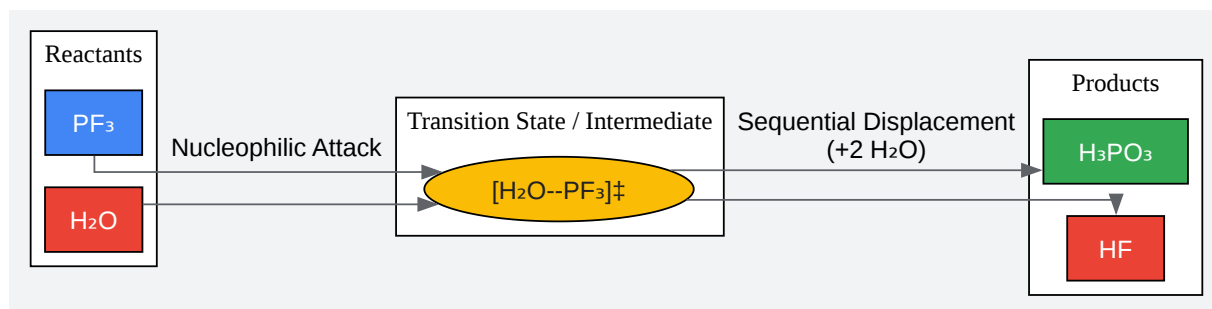 Reactants
PF₃
H₂O
Nucleophilic Attack
Transition State / Intermediate
[H₂O--PF₃]‡
Sequential Displacement
(+2 H₂O)
Products
H₃PO₃
HF